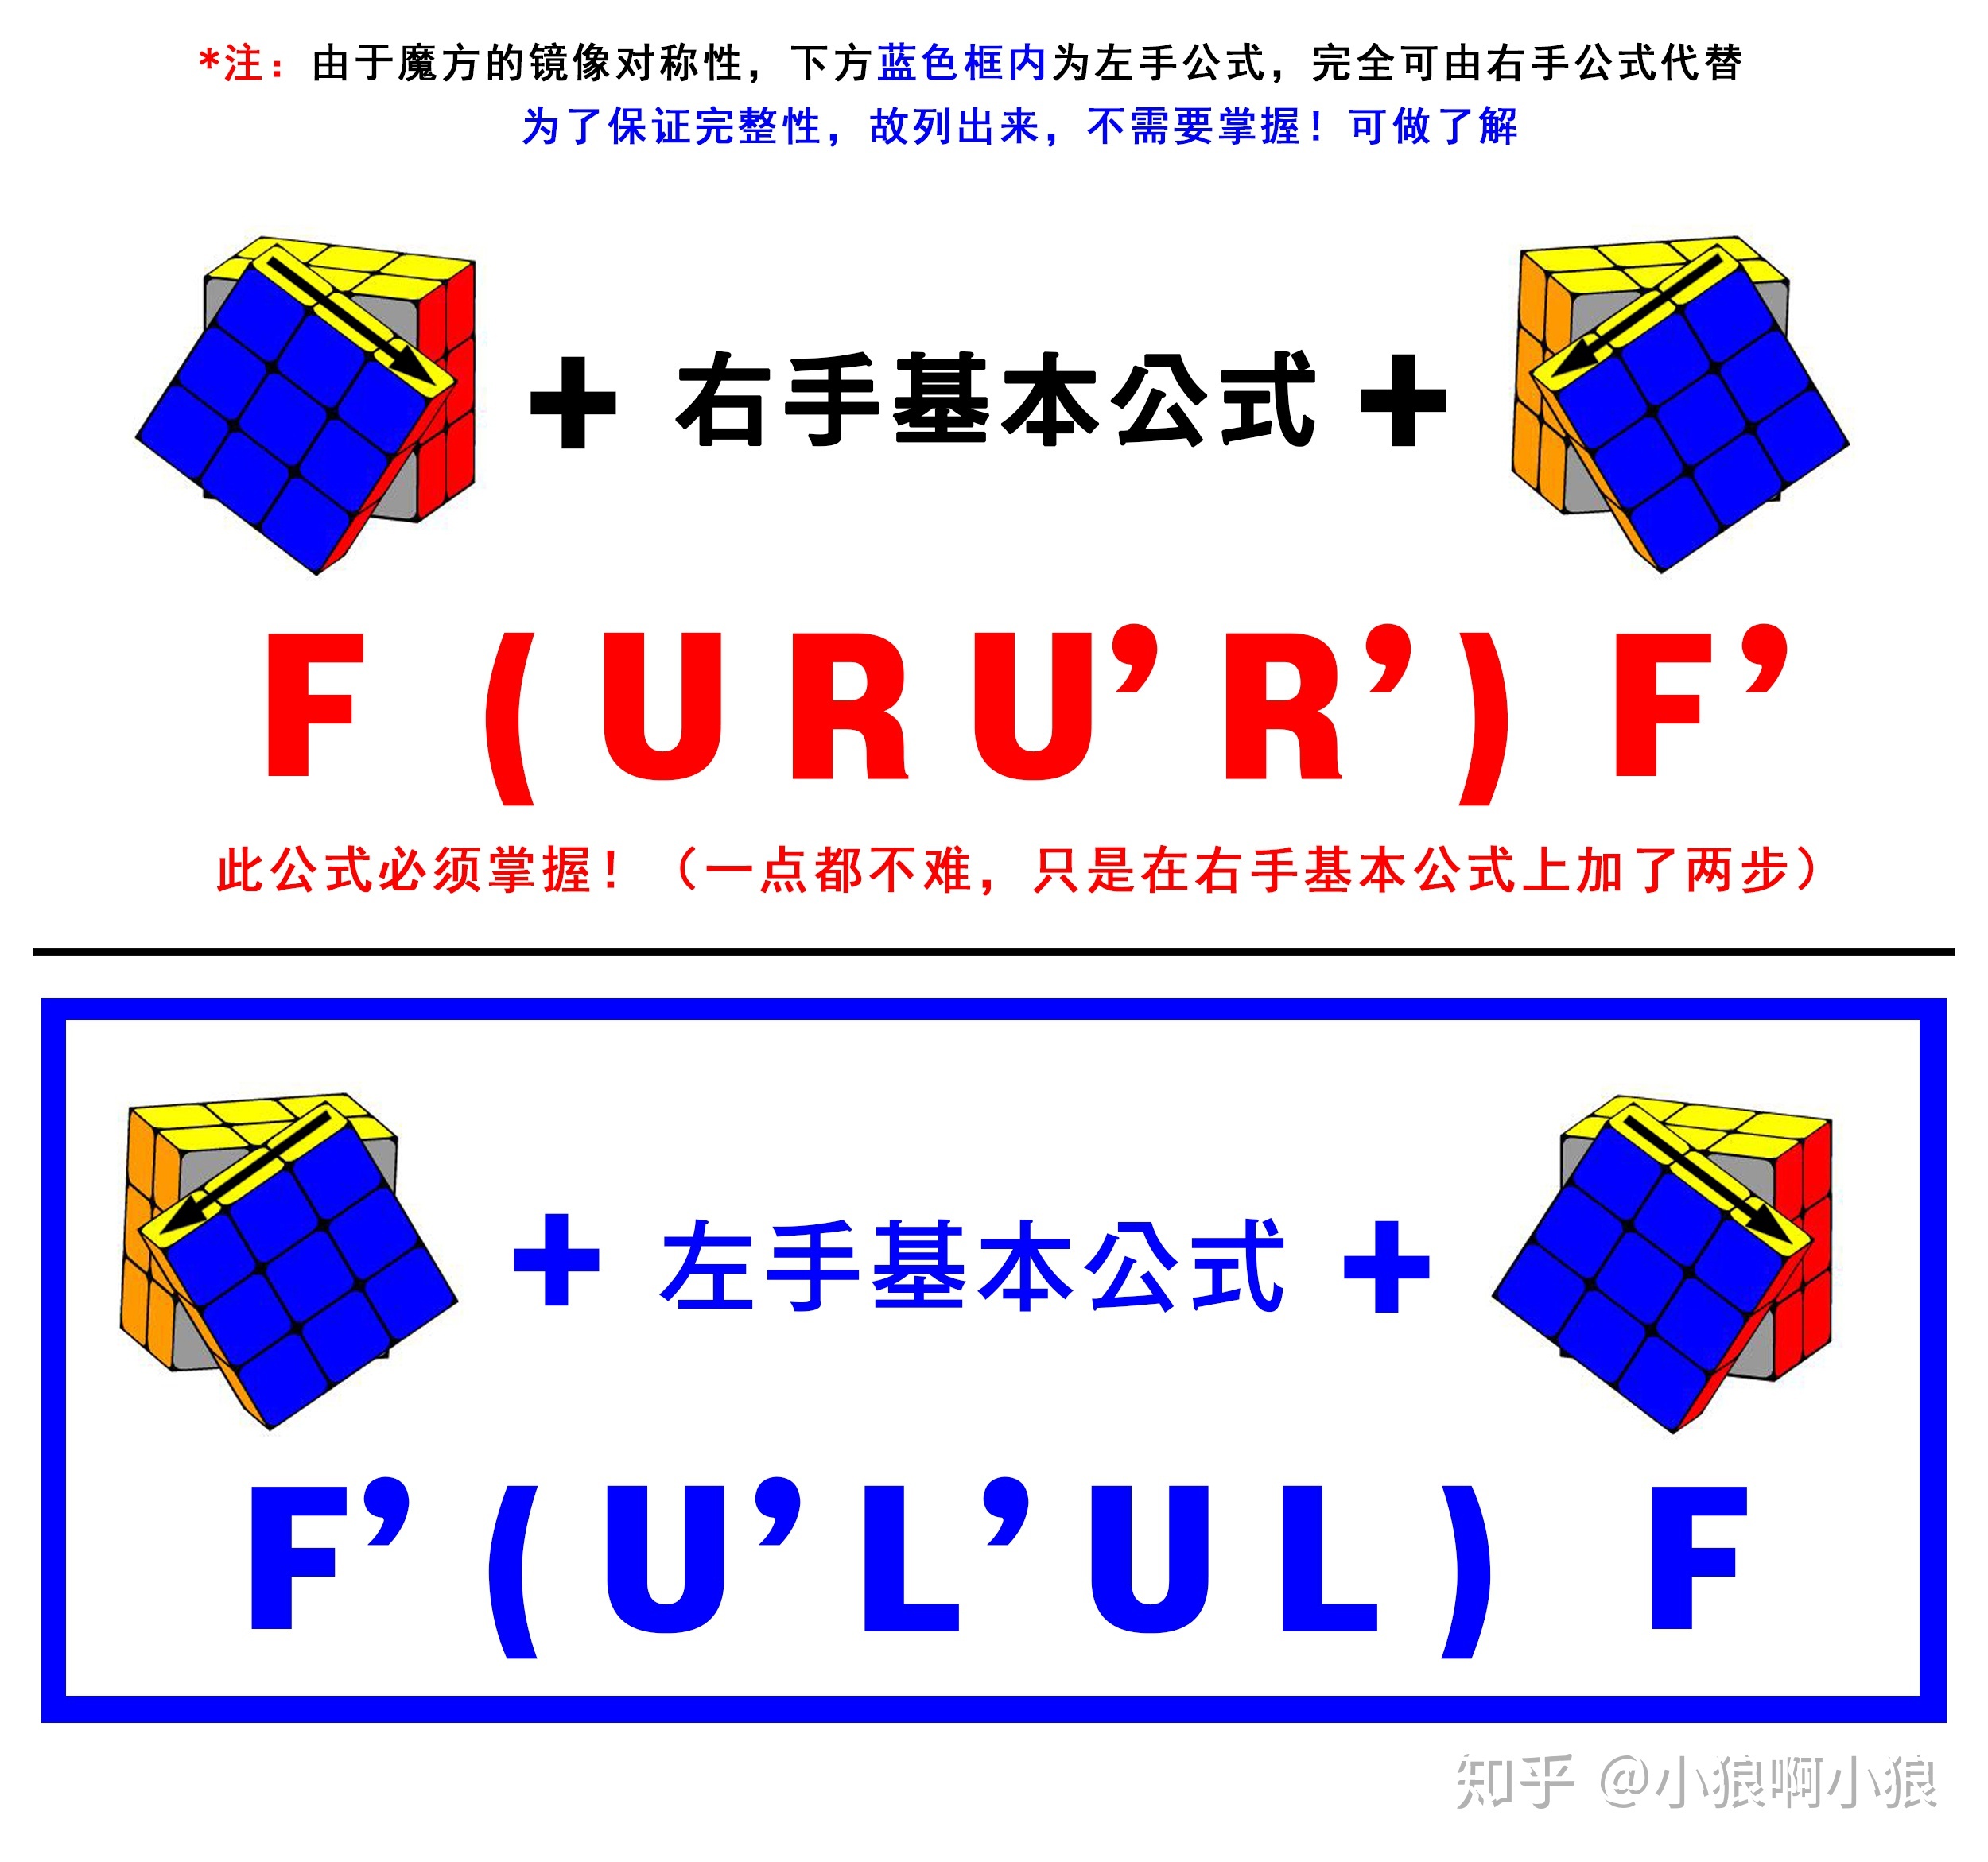 *注：由于魔方的镜像对称性，下方蓝色框内为左手公式，完全可由右手公式代替
为了保证完整性，故列出来，不需要掌握！可做了解
+ 右手基本公式 +
F (U R U’ R’) F’
此公式必须掌握！（一点都不难，只是在右手基本公式上加了两步）
+ 左手基本公式 +
F’ (U’ L’ U L) F
知乎 @小狼啊小狼